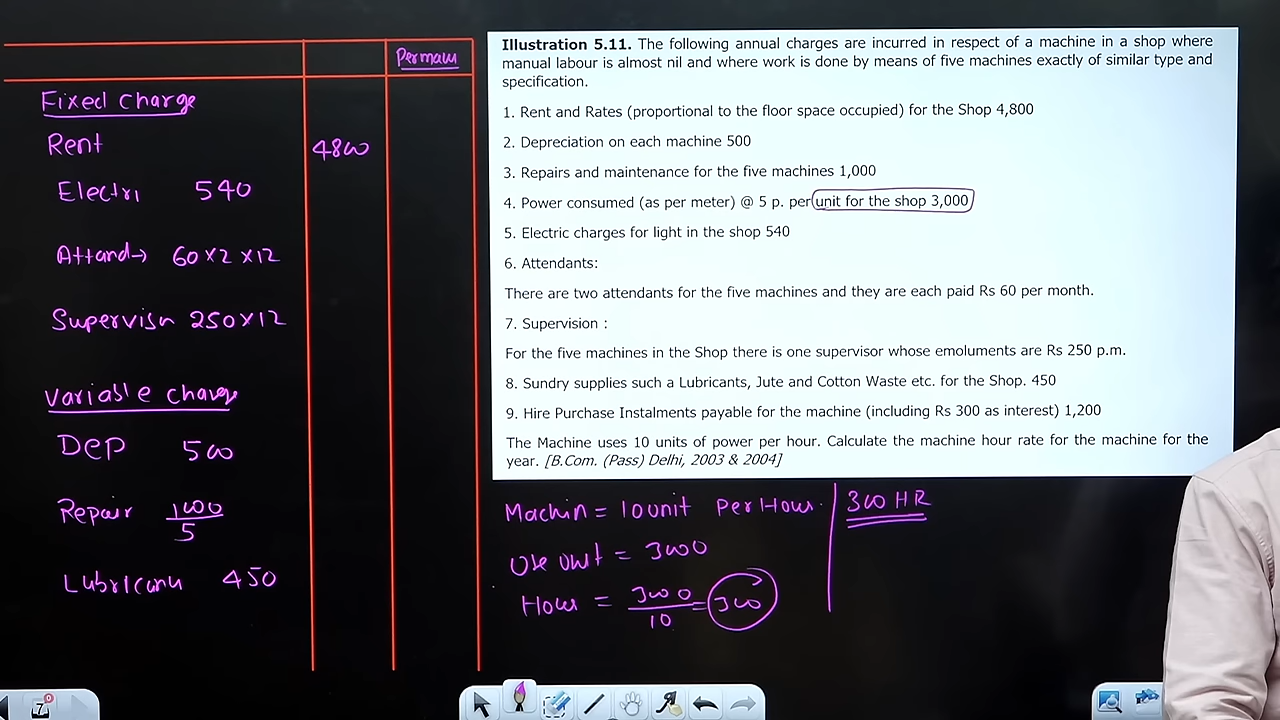 Per maw
Fixed Charge
Rent 4800
Electri 540
Attand→ 60×2×12
Supervisn 250×12
Variable charge
Dep 500
Repair 1000/5
Lubricanu 450
Illustration 5.11. The following annual charges are incurred in respect of a machine in a shop where
manual labour is almost nil and where work is done by means of five machines exactly of similar type and
specification.
1. Rent and Rates (proportional to the floor space occupied) for the Shop 4,800
2. Depreciation on each machine 500
3. Repairs and maintenance for the five machines 1,000
4. Power consumed (as per meter) @ 5 p. per unit for the shop 3,000
5. Electric charges for light in the shop 540
6. Attendants:
There are two attendants for the five machines and they are each paid Rs 60 per month.
7. Supervision :
For the five machines in the Shop there is one supervisor whose emoluments are Rs 250 p.m.
8. Sundry supplies such a Lubricants, Jute and Cotton Waste etc. for the Shop. 450
9. Hire Purchase Instalments payable for the machine (including Rs 300 as interest) 1,200
The Machine uses 10 units of power per hour. Calculate the machine hour rate for the machine for the
year. [B.Com. (Pass) Delhi, 2003 & 2004]
Machin = 10 unit Per Hour.
Use unt = 3000
Hour = 3000/10 = 300
300 HR